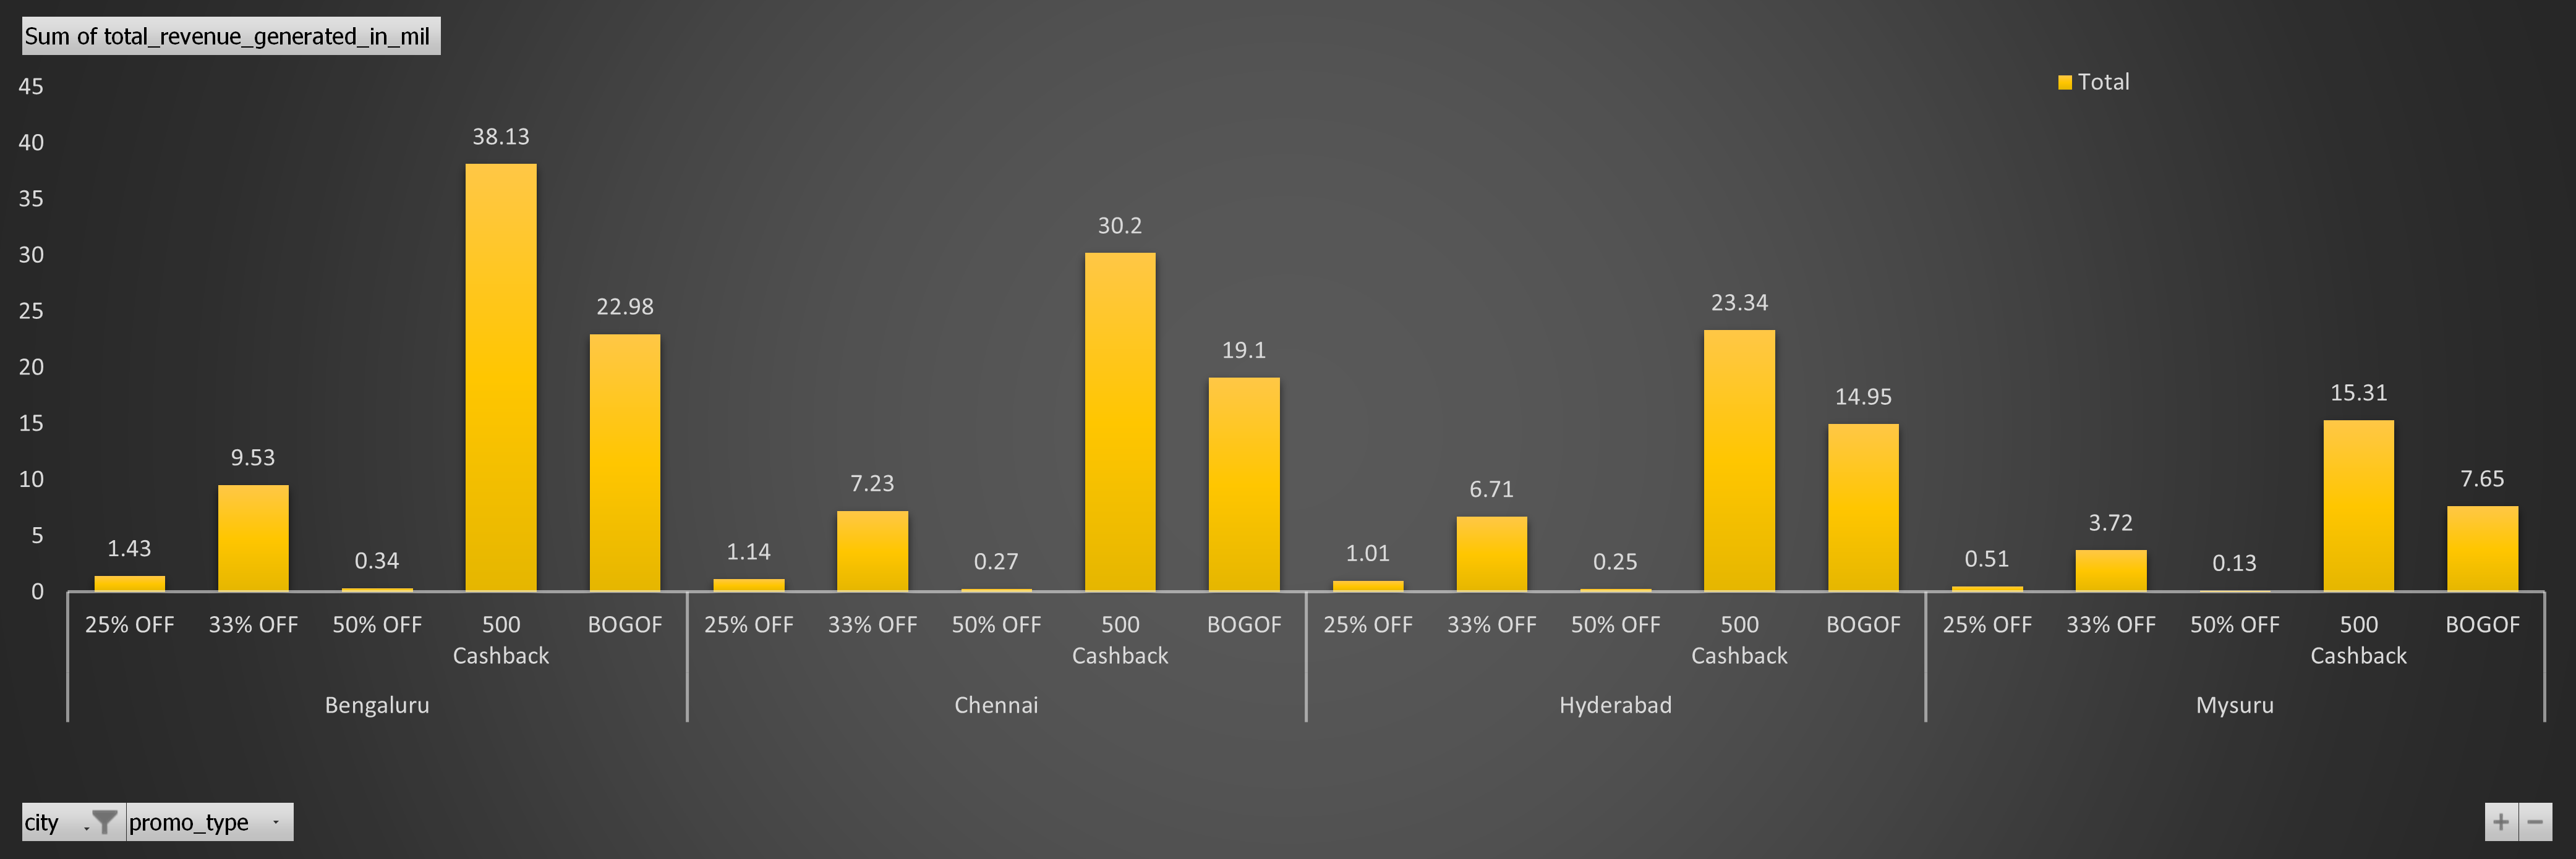 Sum of total_revenue_generated_in_mil
Total
45
40
35
30
25
20
15
10
5
0
1.43
9.53
0.34
38.13
22.98
1.14
7.23
0.27
30.2
19.1
1.01
6.71
0.25
23.34
14.95
0.51
3.72
0.13
15.31
7.65
25% OFF
33% OFF
50% OFF
500
Cashback
BOGOF
25% OFF
33% OFF
50% OFF
500
Cashback
BOGOF
25% OFF
33% OFF
50% OFF
500
Cashback
BOGOF
25% OFF
33% OFF
50% OFF
500
Cashback
BOGOF
Bengaluru
Chennai
Hyderabad
Mysuru
city
promo_type
+ −